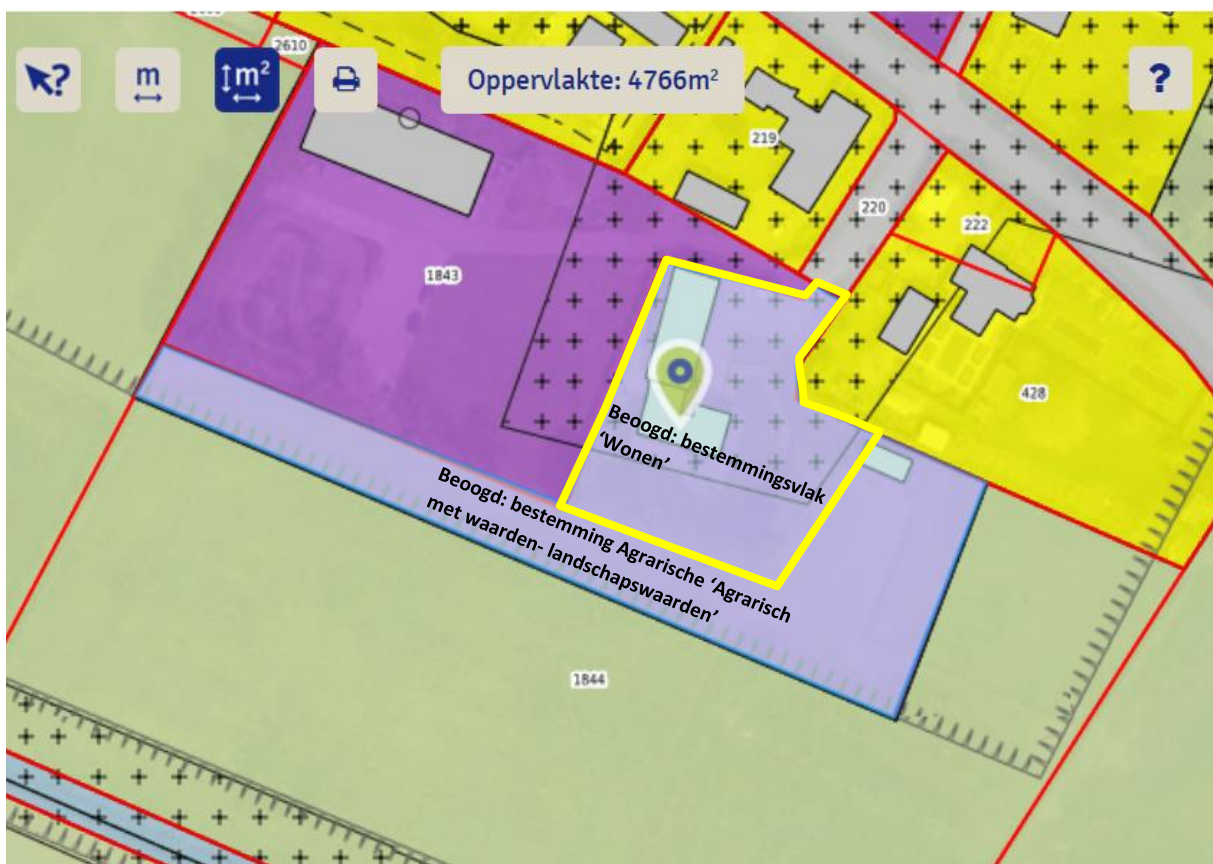 2610
?
m
m²
Oppervlakte: 4766m²
?
219
220
222
1843
428
Beoogd: bestemmingsvlak
‘Wonen’
Beoogd: bestemming Agrarische ‘Agrarisch
met waarden- landschapswaarden’
1844